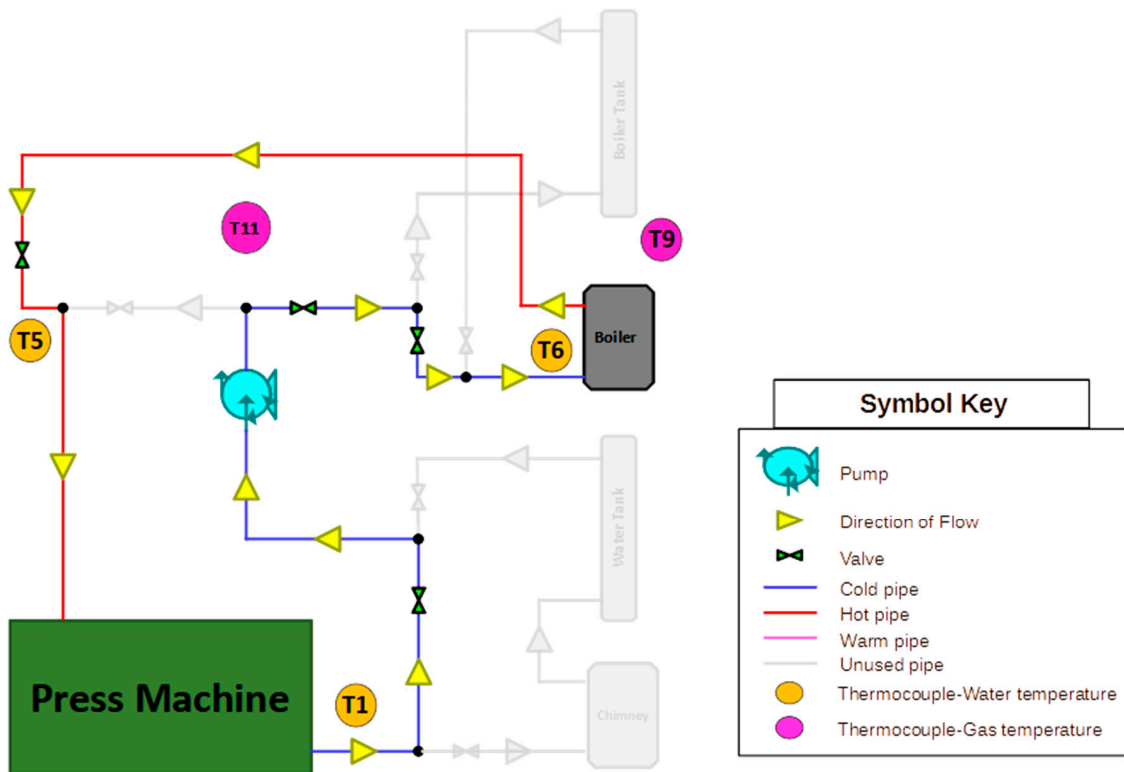 Boiler Tank
T11
T9
T5
T6
Boiler
Water Tank
Press Machine
T1
Chimney
Symbol Key
Pump
Direction of Flow
Valve
Cold pipe
Hot pipe
Warm pipe
Unused pipe
Thermocouple-Water temperature
Thermocouple-Gas temperature